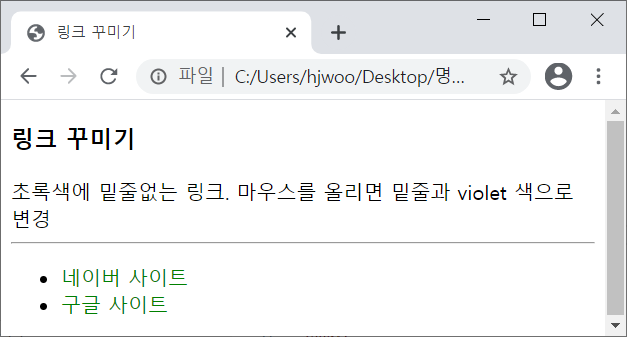 링크 꾸미기
파일 | C:/Users/hjwoo/Desktop/명...
링크 꾸미기
초록색에 밑줄없는 링크. 마우스를 올리면 밑줄과 violet 색으로
변경
네이버 사이트
구글 사이트